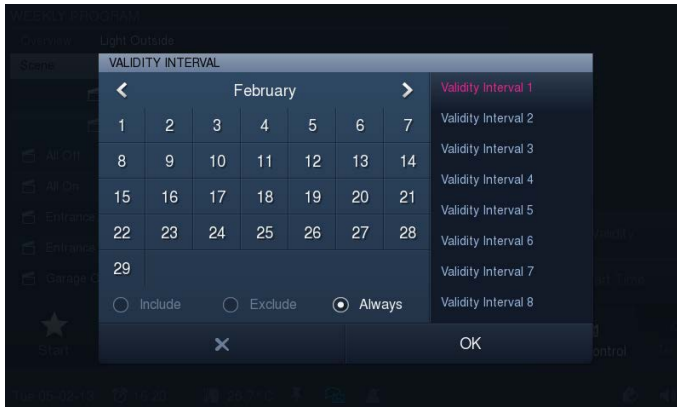 WEEKLY PROGRAM
Light Outside
Scene
VALIDITY INTERVAL
February
1 2 3 4 5 6 7
8 9 10 11 12 13 14
15 16 17 18 19 20 21
22 23 24 25 26 27 28
29
Include Exclude Always
OK
Validity Interval 1
Validity Interval 2
Validity Interval 3
Validity Interval 4
Validity Interval 5
Validity Interval 6
Validity Interval 7
Validity Interval 8
All Off
All On
Entrance
Entrance
Garage
Start